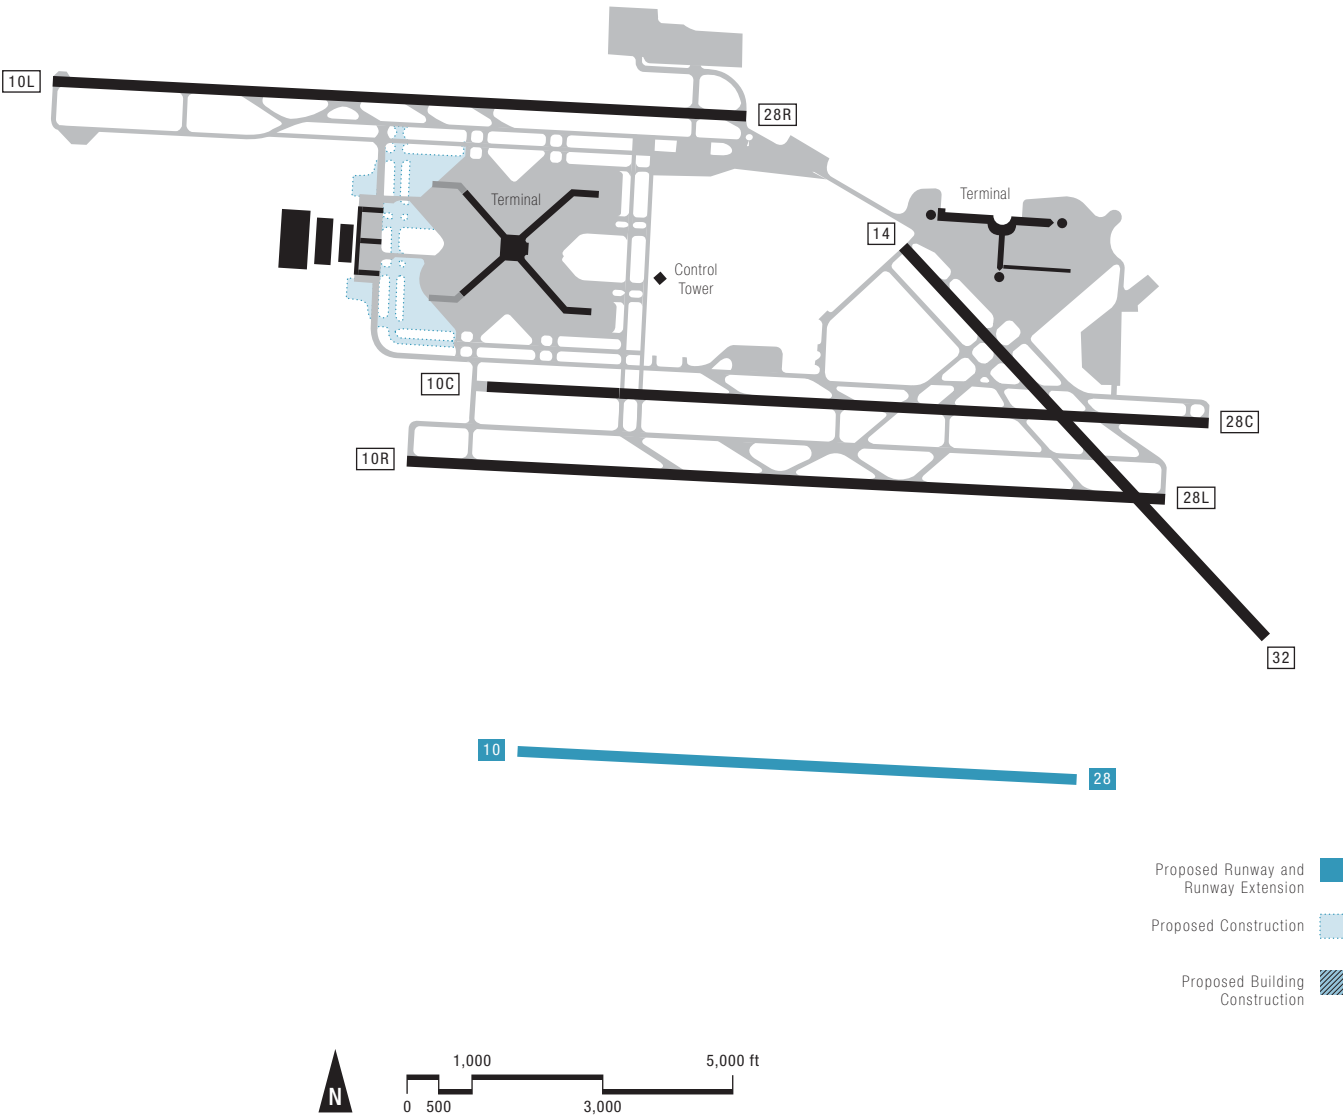 10L
28R
Terminal
Terminal
14
Control
Tower
10C
28C
10R
28L
32
10
28
Proposed Runway and
Runway Extension
Proposed Construction
Proposed Building
Construction
1,000
5,000 ft
N
0
500
3,000